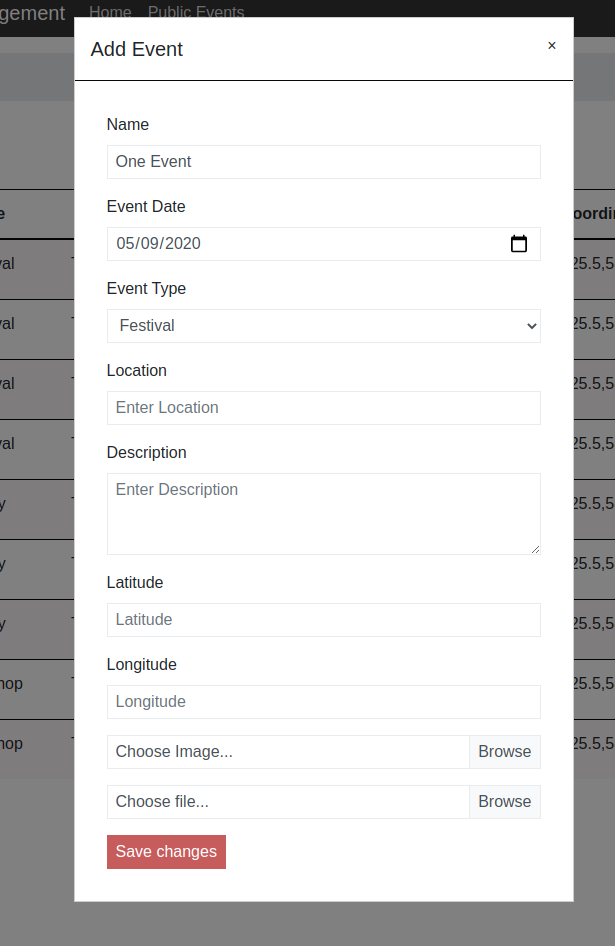 gement Home Public Events
Add Event ×
Name
One Event
Event Date
05/09/2020
Event Type
Festival
Location
Enter Location
Description
Enter Description
Latitude
Latitude
Longitude
Longitude
Choose Image... Browse
Choose file... Browse
Save changes
e oordin
val 25.5,5
val 25.5,5
val 25.5,5
val 25.5,5
y 25.5,5
y 25.5,5
y 25.5,5
hop 25.5,5
hop 25.5,5